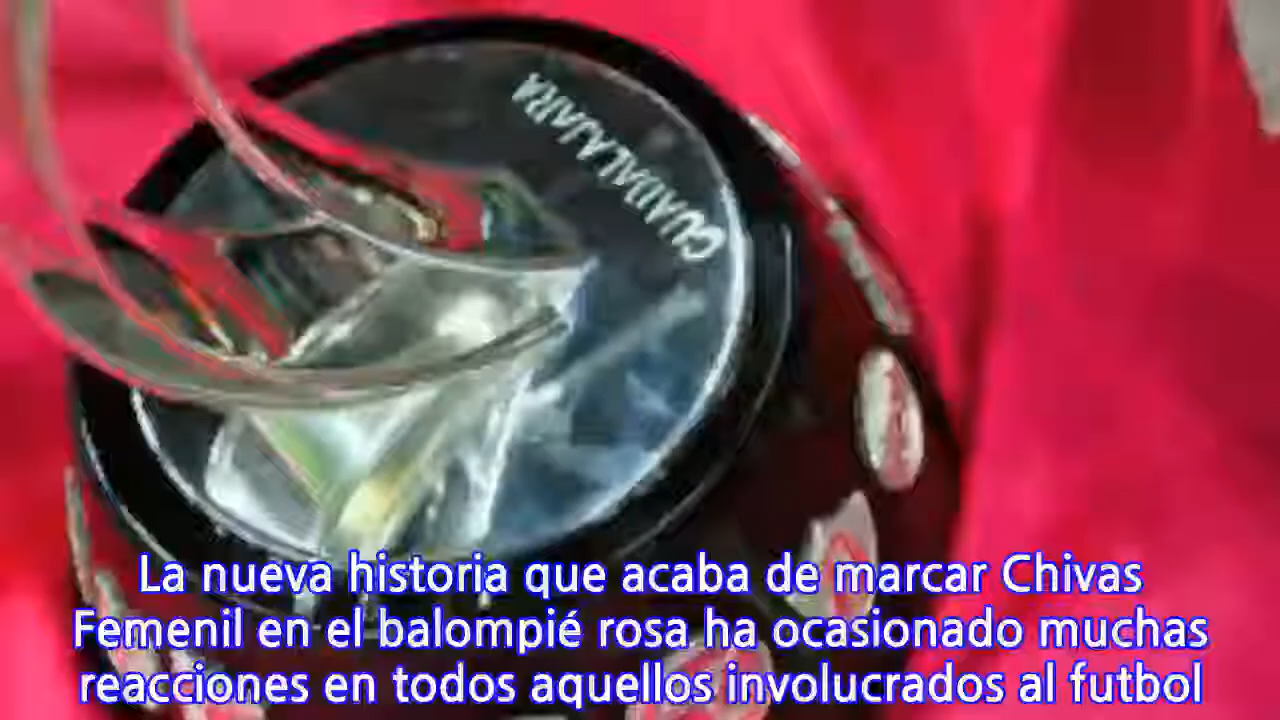 GUADALAJARA
La nueva historia que acaba de marcar Chivas
Femenil en el balompié rosa ha ocasionado muchas
reacciones en todos aquellos involucrados al futbol